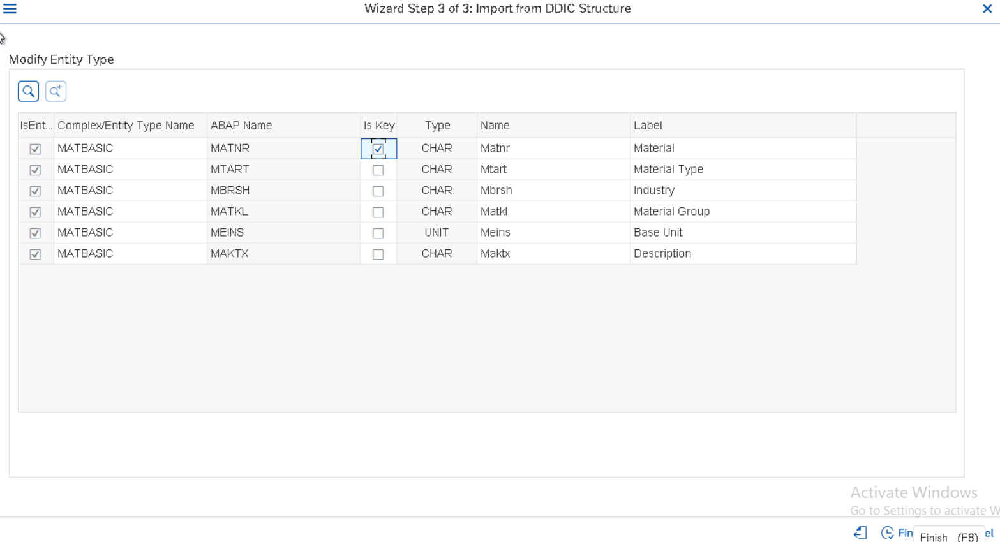 Wizard Step 3 of 3: Import from DDIC Structure
Modify Entity Type
IsEnt... Complex/Entity Type Name ABAP Name Is Key Type Name Label
MATBASIC MATNR CHAR Matnr Material
MATBASIC MTART CHAR Mtart Material Type
MATBASIC MBRSH CHAR Mbrsh Industry
MATBASIC MATKL CHAR Matkl Material Group
MATBASIC MEINS UNIT Meins Base Unit
MATBASIC MAKTX CHAR Maktx Description
Activate Windows
Go to Settings to activate W
Fin el
Finish (F8)